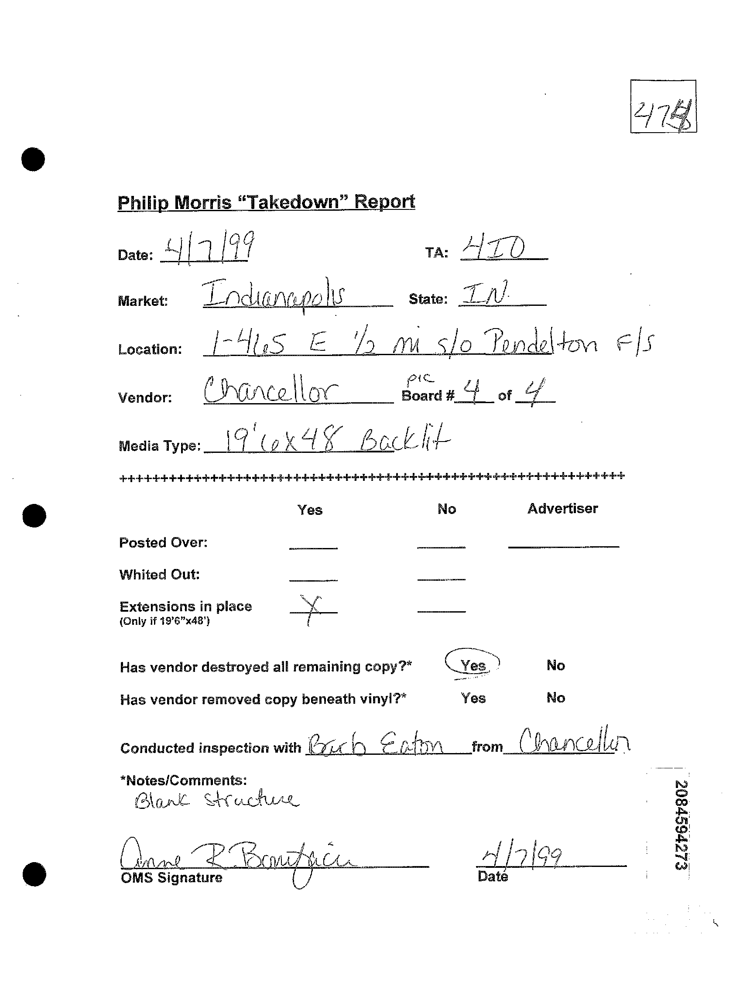 Philip Morris "Takedown" Report
Date: 4/7/99 TA: 4IO
Market: Indianapolis State: IN.
Location: I-465 E 1/2 mi s/o Pendelton F/S
Vendor: Chancellor pic Board # 4 of 4
Media Type: 19'6x48 Backlit
++++++++++++++++++++++++++++++++++++++++++++++++++++++++++++
Yes No Advertiser
Posted Over:
Whited Out:
Extensions in place X
(Only if 19'6"x48')
Has vendor destroyed all remaining copy?* Yes No
Has vendor removed copy beneath vinyl?* Yes No
Conducted inspection with Barb Eaton from Chancellor
*Notes/Comments:
Blank Structure
Anne R. 4/7/99
OMS Signature Date
2084594273